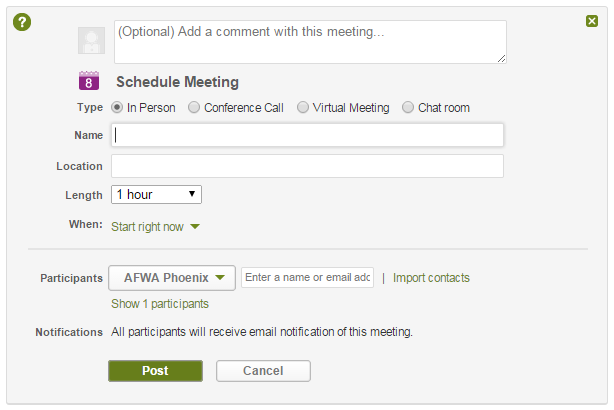 ?
(Optional) Add a comment with this meeting...
8 Schedule Meeting
Type In Person Conference Call Virtual Meeting Chat room
Name
Location
Length 1 hour
When: Start right now
Participants AFWA Phoenix Enter a name or email add | Import contacts
Show 1 participants
Notifications All participants will receive email notification of this meeting.
Post Cancel